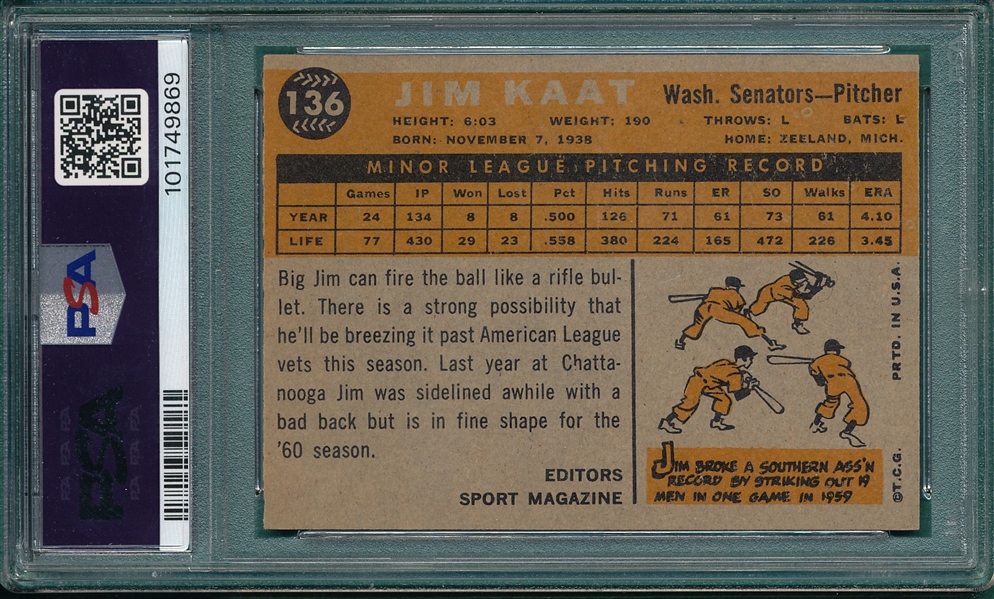 PSA
101749869
PSA
136
JIM KAAT
Wash. Senators—Pitcher
HEIGHT: 6:03 WEIGHT: 190 THROWS: L BATS: L
BORN: NOVEMBER 7, 1938 HOME: ZEELAND, MICH.
MINOR LEAGUE PITCHING RECORD
Games IP Won Lost Pct Hits Runs ER SO Walks ERA
YEAR 24 134 8 8 .500 126 71 61 73 61 4.10
LIFE 77 430 29 23 .558 380 224 165 472 226 3.45
Big Jim can fire the ball like a rifle bul-
let. There is a strong possibility that
he'll be breezing it past American League
vets this season. Last year at Chatta-
nooga Jim was sidelined awhile with a
bad back but is in fine shape for the
'60 season.
EDITORS
SPORT MAGAZINE
JIM BROKE A SOUTHERN ASS'N
RECORD BY STRIKING OUT 19
MEN IN ONE GAME IN 1959
©T.C.G. PRTD. IN U.S.A.